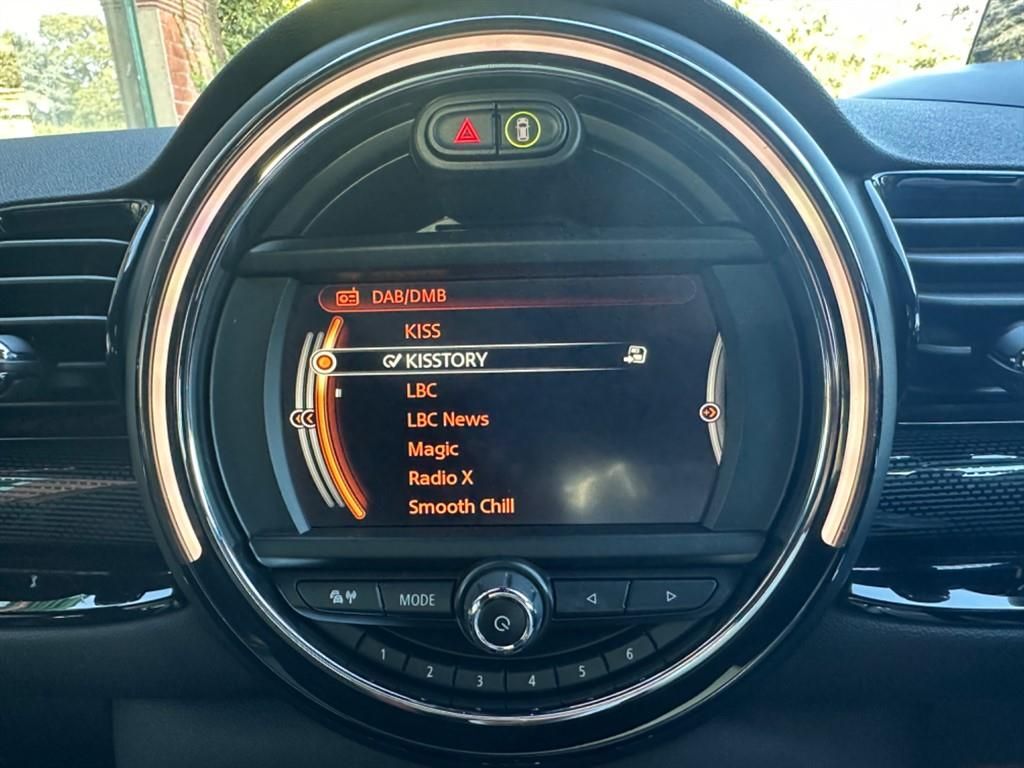 DAB/DMB
KISS
KISSTORY
LBC
LBC News
Magic
Radio X
Smooth Chill
MODE
1 2 3 4 5 6